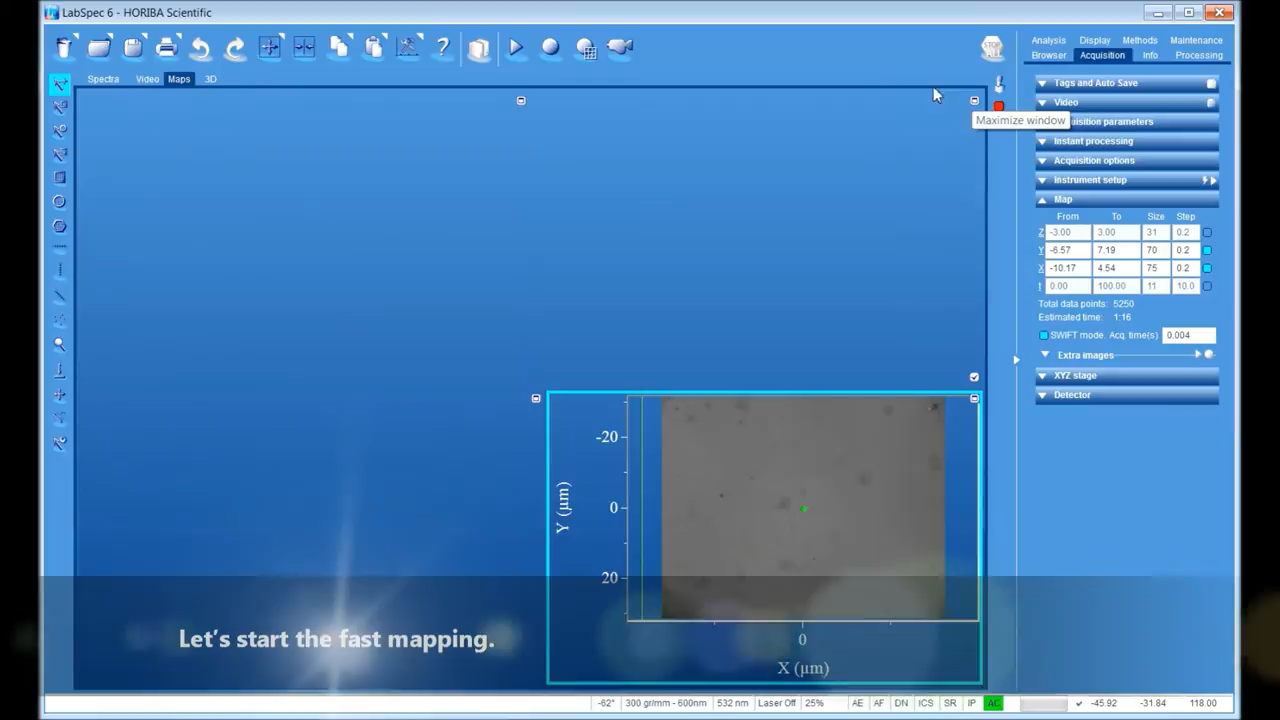 LabSpec 6 - HORIBA Scientific
STOP ALL
Analysis Display Methods Maintenance
Browser Acquisition Info Processing
Spectra Video Maps 3D
Tags and Auto Save
Video
Maximize window
uisition parameters
Instant processing
Acquisition options
Instrument setup
Map
From To Size Step
Z -3.00 3.00 31 0.2
Y -6.57 7.19 70 0.2
X -10.17 4.54 75 0.2
t 0.00 100.00 11 10.0
Total data points: 5250
Estimated time: 1:16
SWIFT mode. Acq. time(s) 0.004
Extra images
XYZ stage
Detector
-20
0
20
Y (µm)
0
X (µm)
Let's start the fast mapping.
-62° 300 gr/mm - 600nm 532 nm Laser Off 25% AE AF DN ICS SR IP AC -45.92 -31.84 118.00